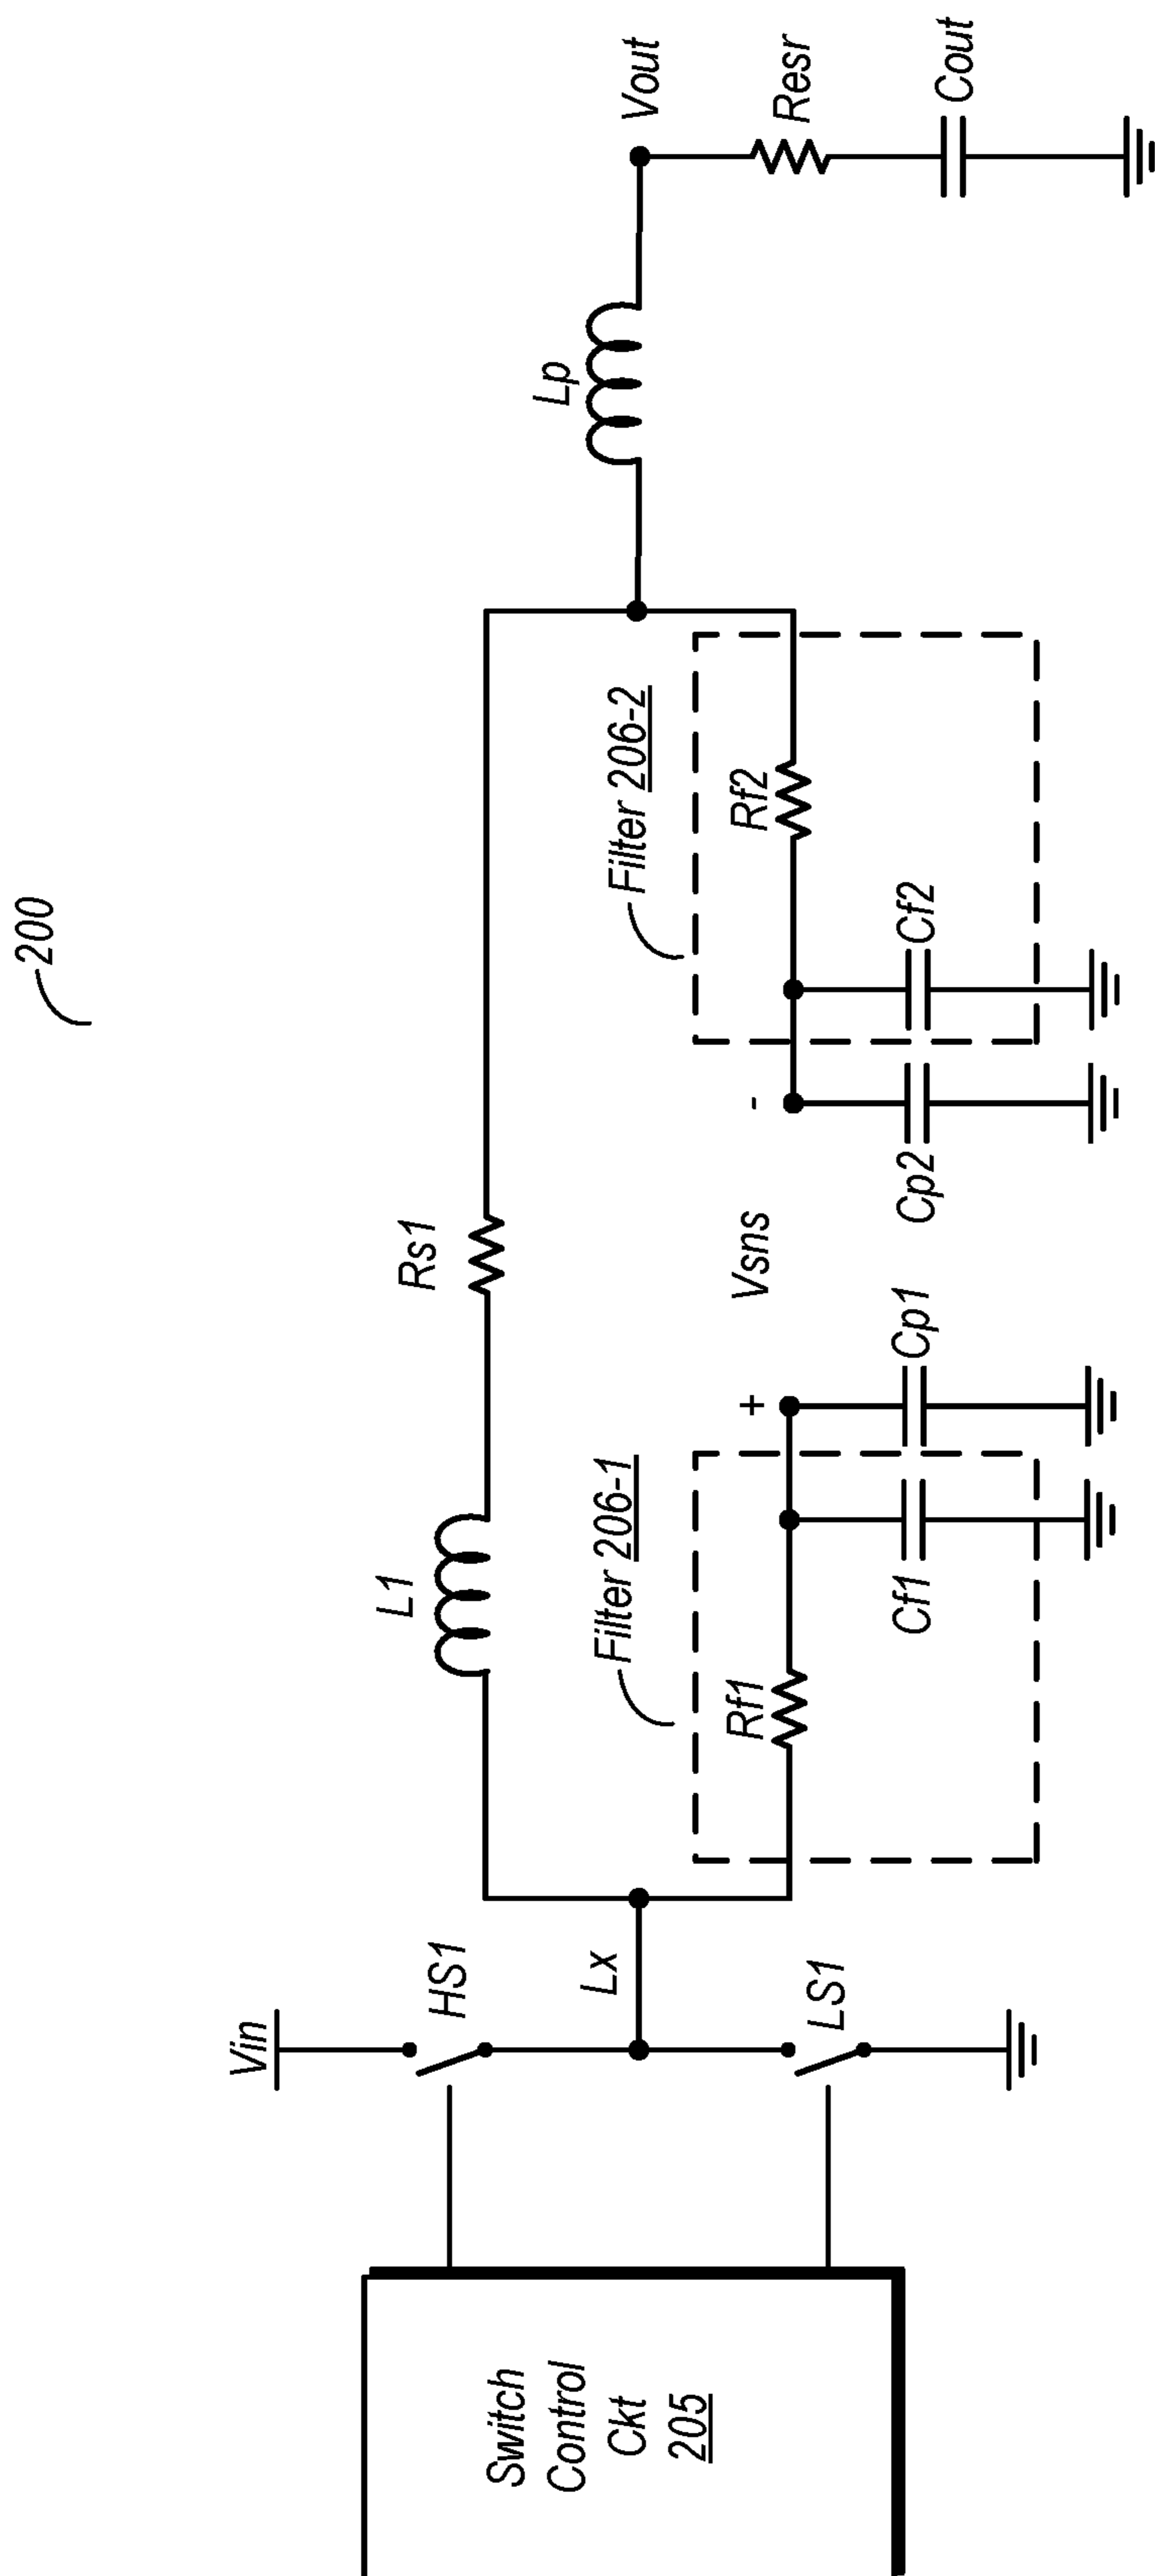 200
Vin
HS1
Lx
LS1
Switch
Control
Ckt
205
L1
Rs1
Filter 206-1
Rf1
Cf1
+
Cp1
Vsns
-
Cp2
Filter 206-2
Rf2
Cf2
Lp
Vout
Resr
Cout